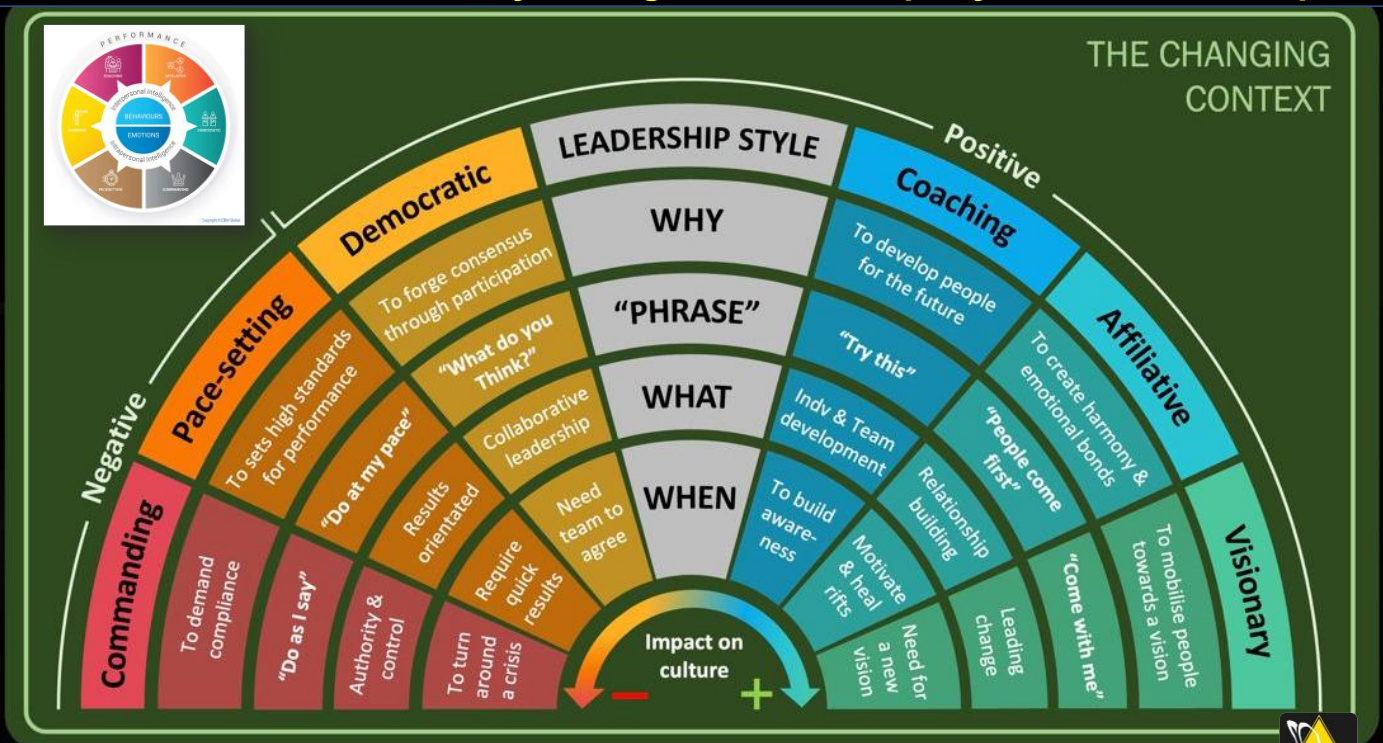 THE CHANGING
CONTEXT
PERFORMANCE
Interpersonal Intelligence
BEHAVIOURS
EMOTIONS
Intrapersonal Intelligence
Negative
Positive
LEADERSHIP STYLE
WHY
“PHRASE”
WHAT
WHEN
Commanding
To demand
compliance
“Do as I say”
Authority &
control
To turn
around
a crisis
Pace-setting
To sets high standards
for performance
“Do at my pace”
Results
orientated
Require
quick
results
Democratic
To forge consensus
through participation
“What do you
Think?”
Collaborative
leadership
Need
team to
agree
Coaching
To develop people
for the future
“Try this”
Indv & Team
development
To build
aware-
ness
Affiliative
To create harmony &
emotional bonds
“People come
first”
Relationship
building
Motivate
& heal
rifts
Visionary
To mobilise people
towards a vision
“Come with me”
Leading
change
Need for
a new
vision
Impact on
culture